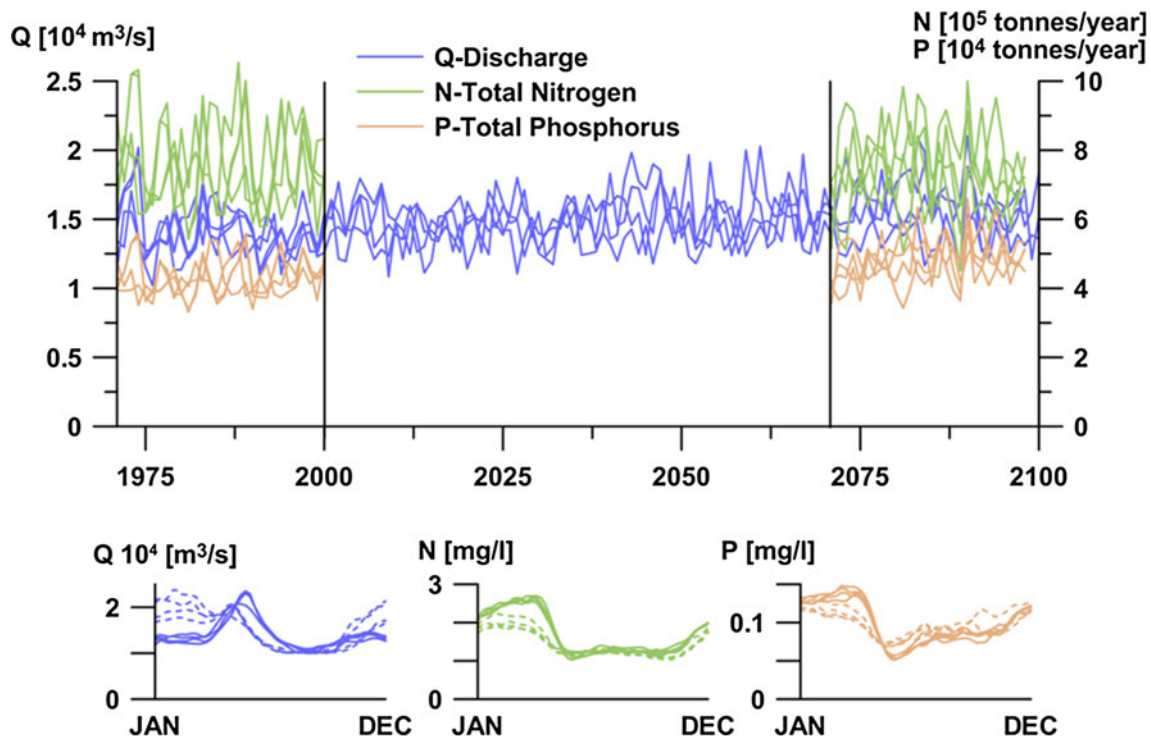 Q [10⁴ m³/s]
N [10⁵ tonnes/year]
P [10⁴ tonnes/year]
Q-Discharge
N-Total Nitrogen
P-Total Phosphorus
2.5
2
1.5
1
0.5
0
10
8
6
4
2
0
1975 2000 2025 2050 2075 2100
Q 10⁴ [m³/s]
2
1
0
JAN DEC
N [mg/l]
3
0
JAN DEC
P [mg/l]
0.1
0
JAN DEC